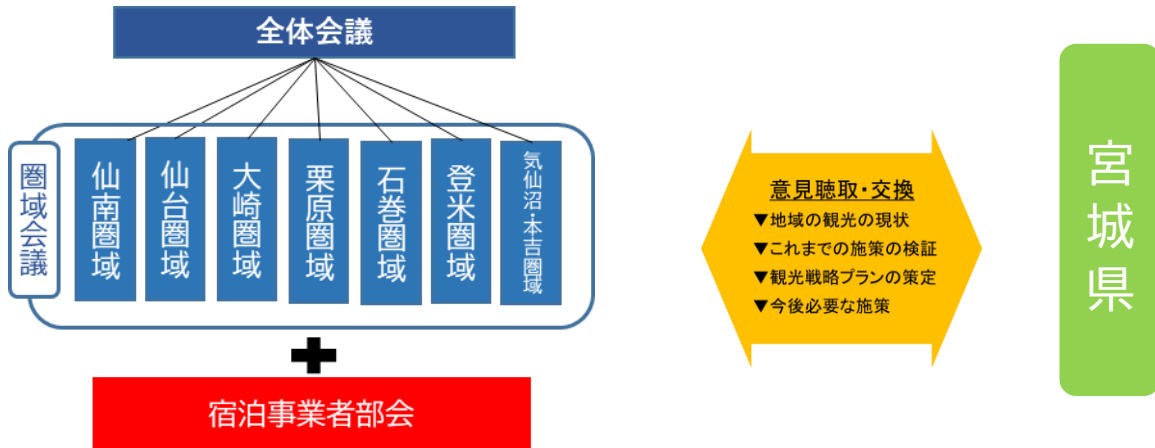 全体会議
圏域会議
仙南圏域
仙台圏域
大崎圏域
栗原圏域
石巻圏域
登米圏域
気仙沼・本吉圏域
宿泊事業者部会
意見聴取・交換
▼地域の観光の現状
▼これまでの施策の検証
▼観光戦略プランの策定
▼今後必要な施策
宮城県